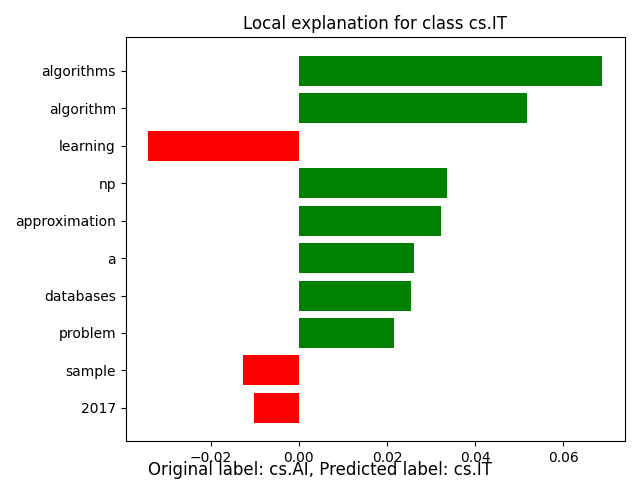 Local explanation for class cs.IT
algorithms
algorithm
learning
np
approximation
a
databases
problem
sample
2017
−0.02 0.00 0.02 0.04 0.06
Original label: cs.AI, Predicted label: cs.IT